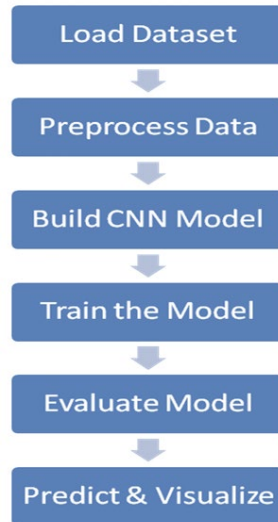 Load Dataset
Preprocess Data
Build CNN Model
Train the Model
Evaluate Model
Predict & Visualize